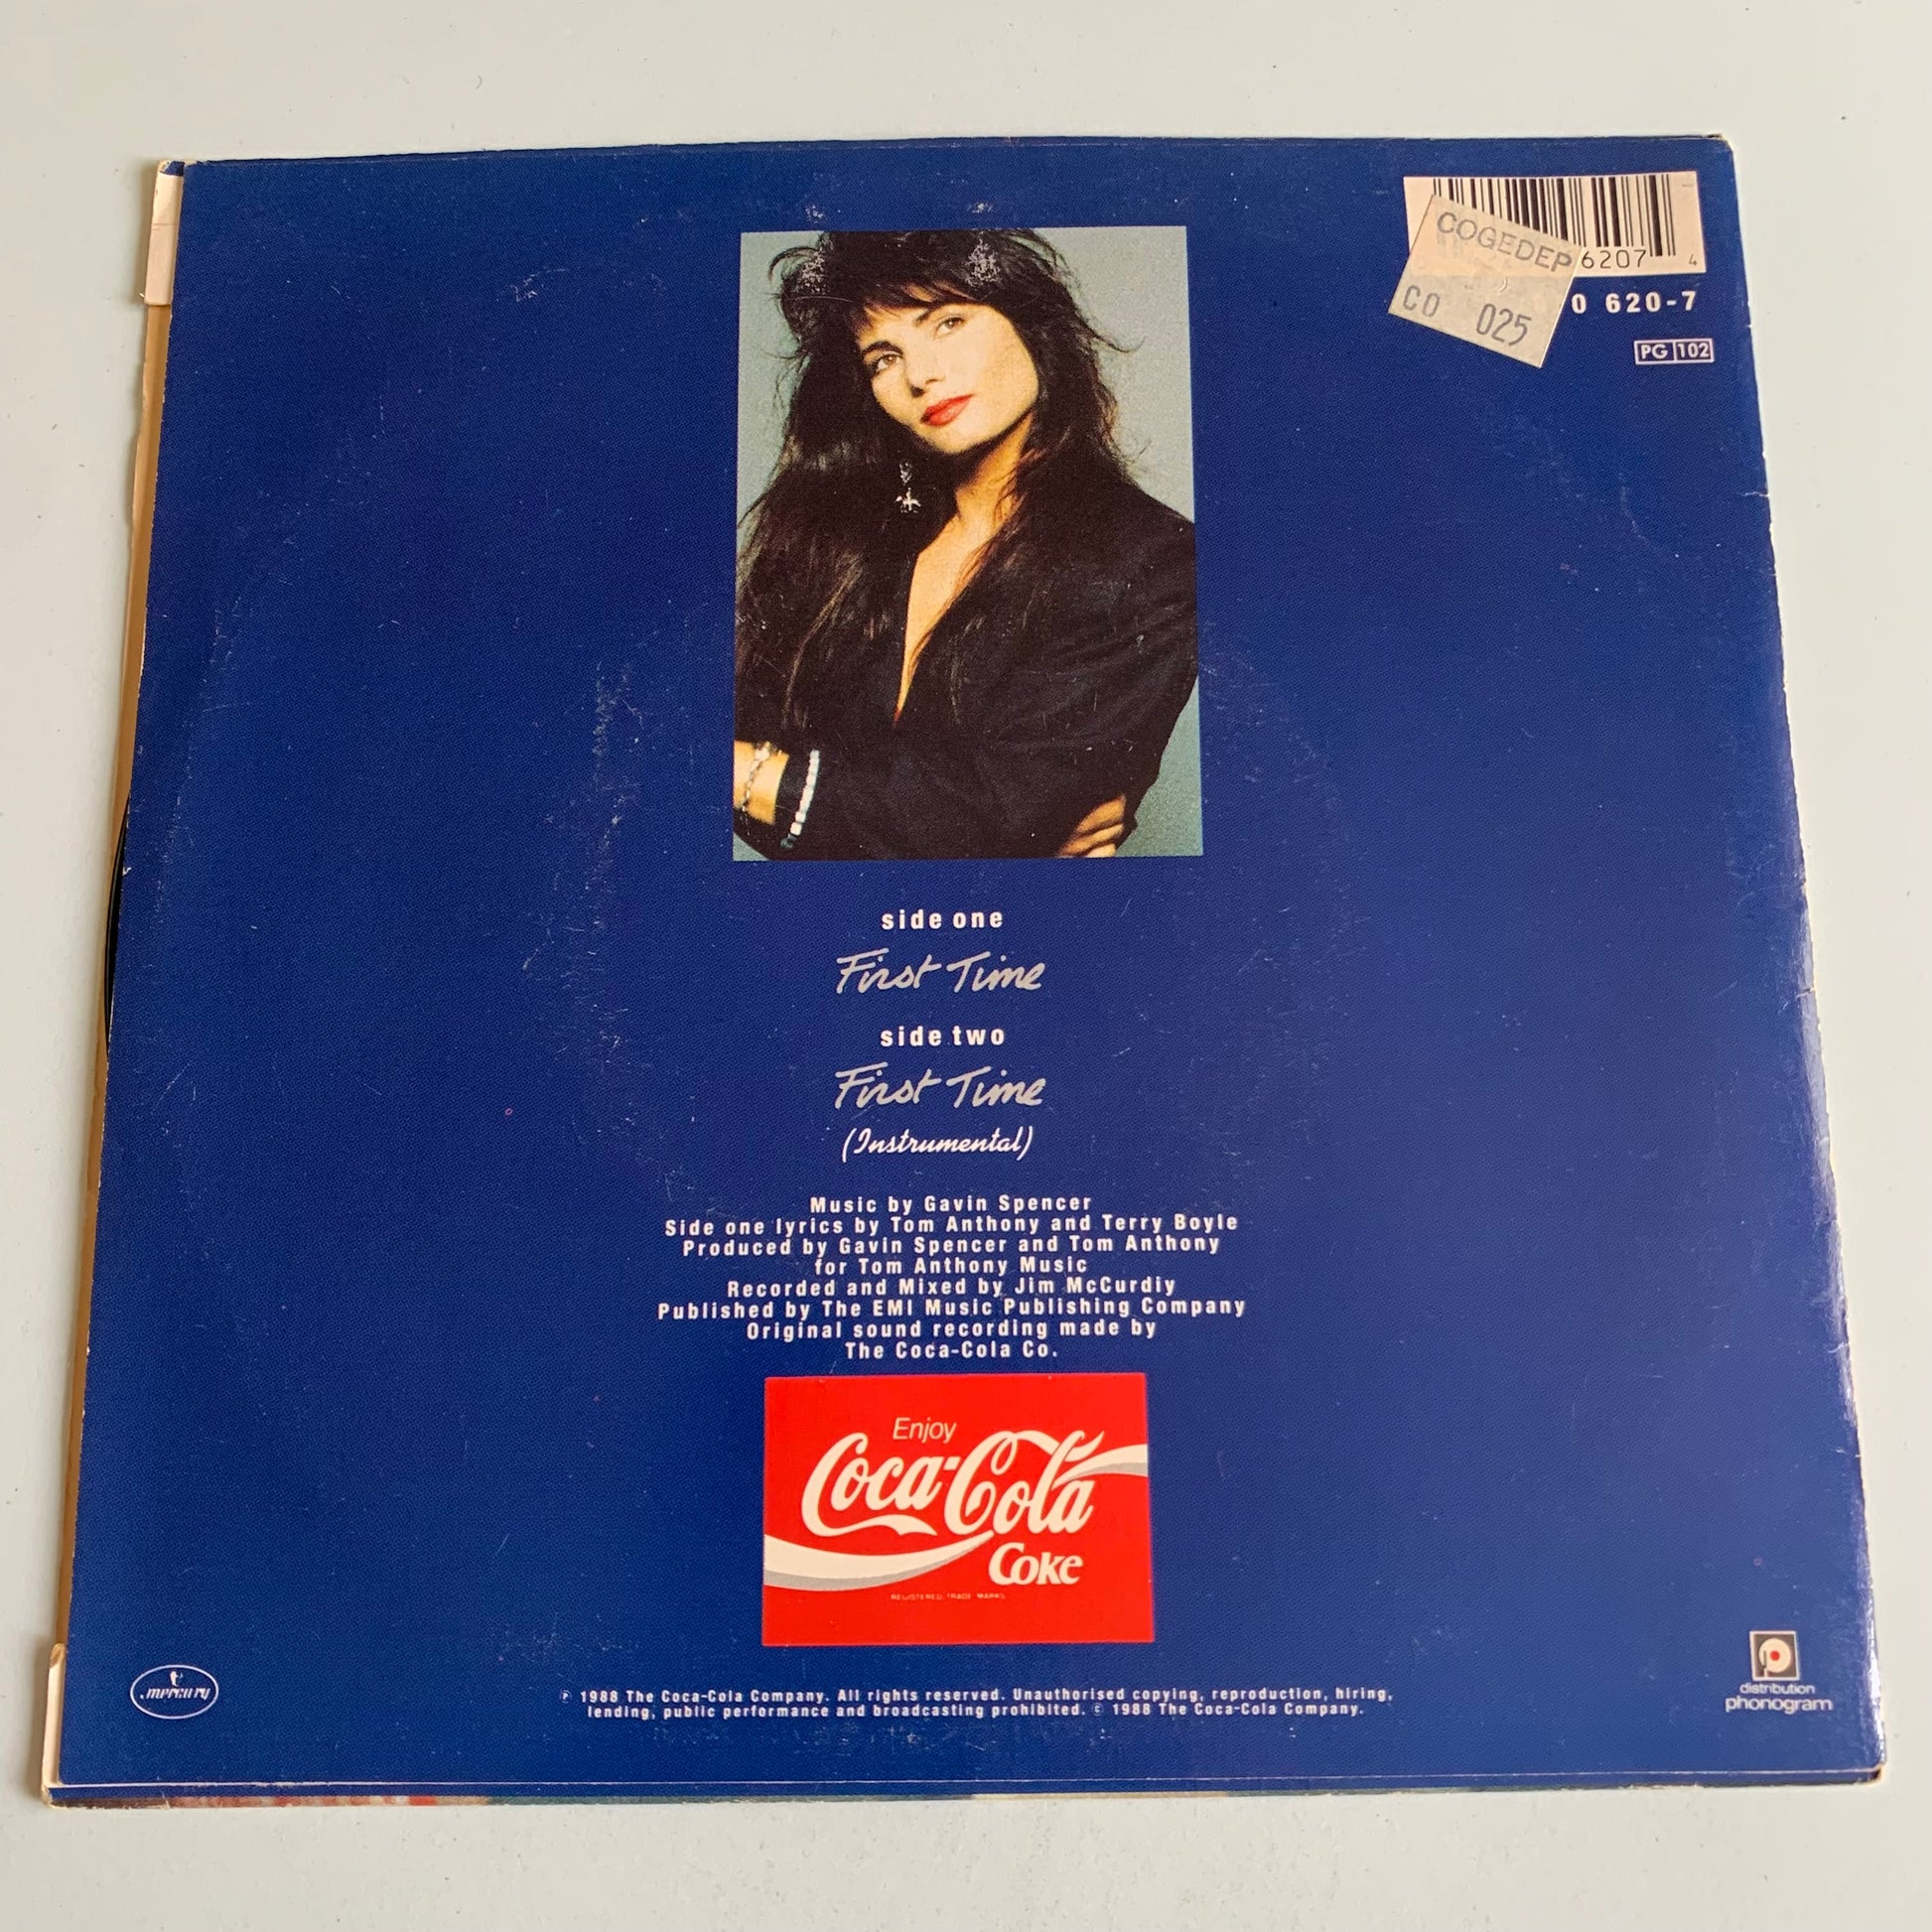 COGEDEP
CO 025
6207 4
0 620-7
PG 102
side one
First Time
side two
First Time
(Instrumental)
Music by Gavin Spencer
Side one lyrics by Tom Anthony and Terry Boyle
Produced by Gavin Spencer and Tom Anthony
for Tom Anthony Music
Recorded and Mixed by Jim McCurdiy
Published by The EMI Music Publishing Company
Original sound recording made by
The Coca-Cola Co.
Enjoy
Coca-Cola
Coke
REGISTERED TRADE MARKS
mercury
℗ 1988 The Coca-Cola Company. All rights reserved. Unauthorised copying, reproduction, hiring,
lending, public performance and broadcasting prohibited. © 1988 The Coca-Cola Company.
distribution
phonogram